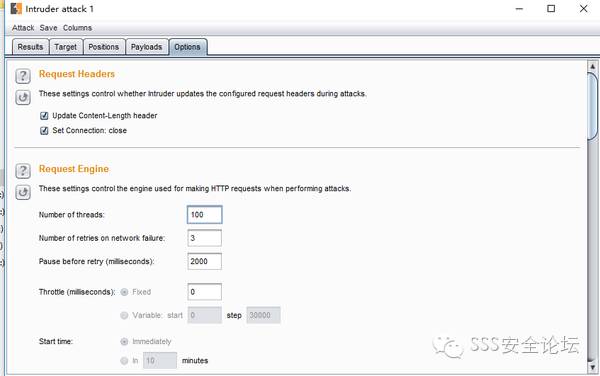 Intruder attack 1
Attack Save Columns
Results Target Positions Payloads Options
? Request Headers
These settings control whether Intruder updates the configured request headers during attacks.
Update Content-Length header
Set Connection: close
? Request Engine
These settings control the engine used for making HTTP requests when performing attacks.
Number of threads: 100
Number of retries on network failure: 3
Pause before retry (milliseconds): 2000
Throttle (milliseconds): Fixed 0
Variable: start 0 step 30000
Start time: Immediately
In 10 minutes
SSS安全论坛